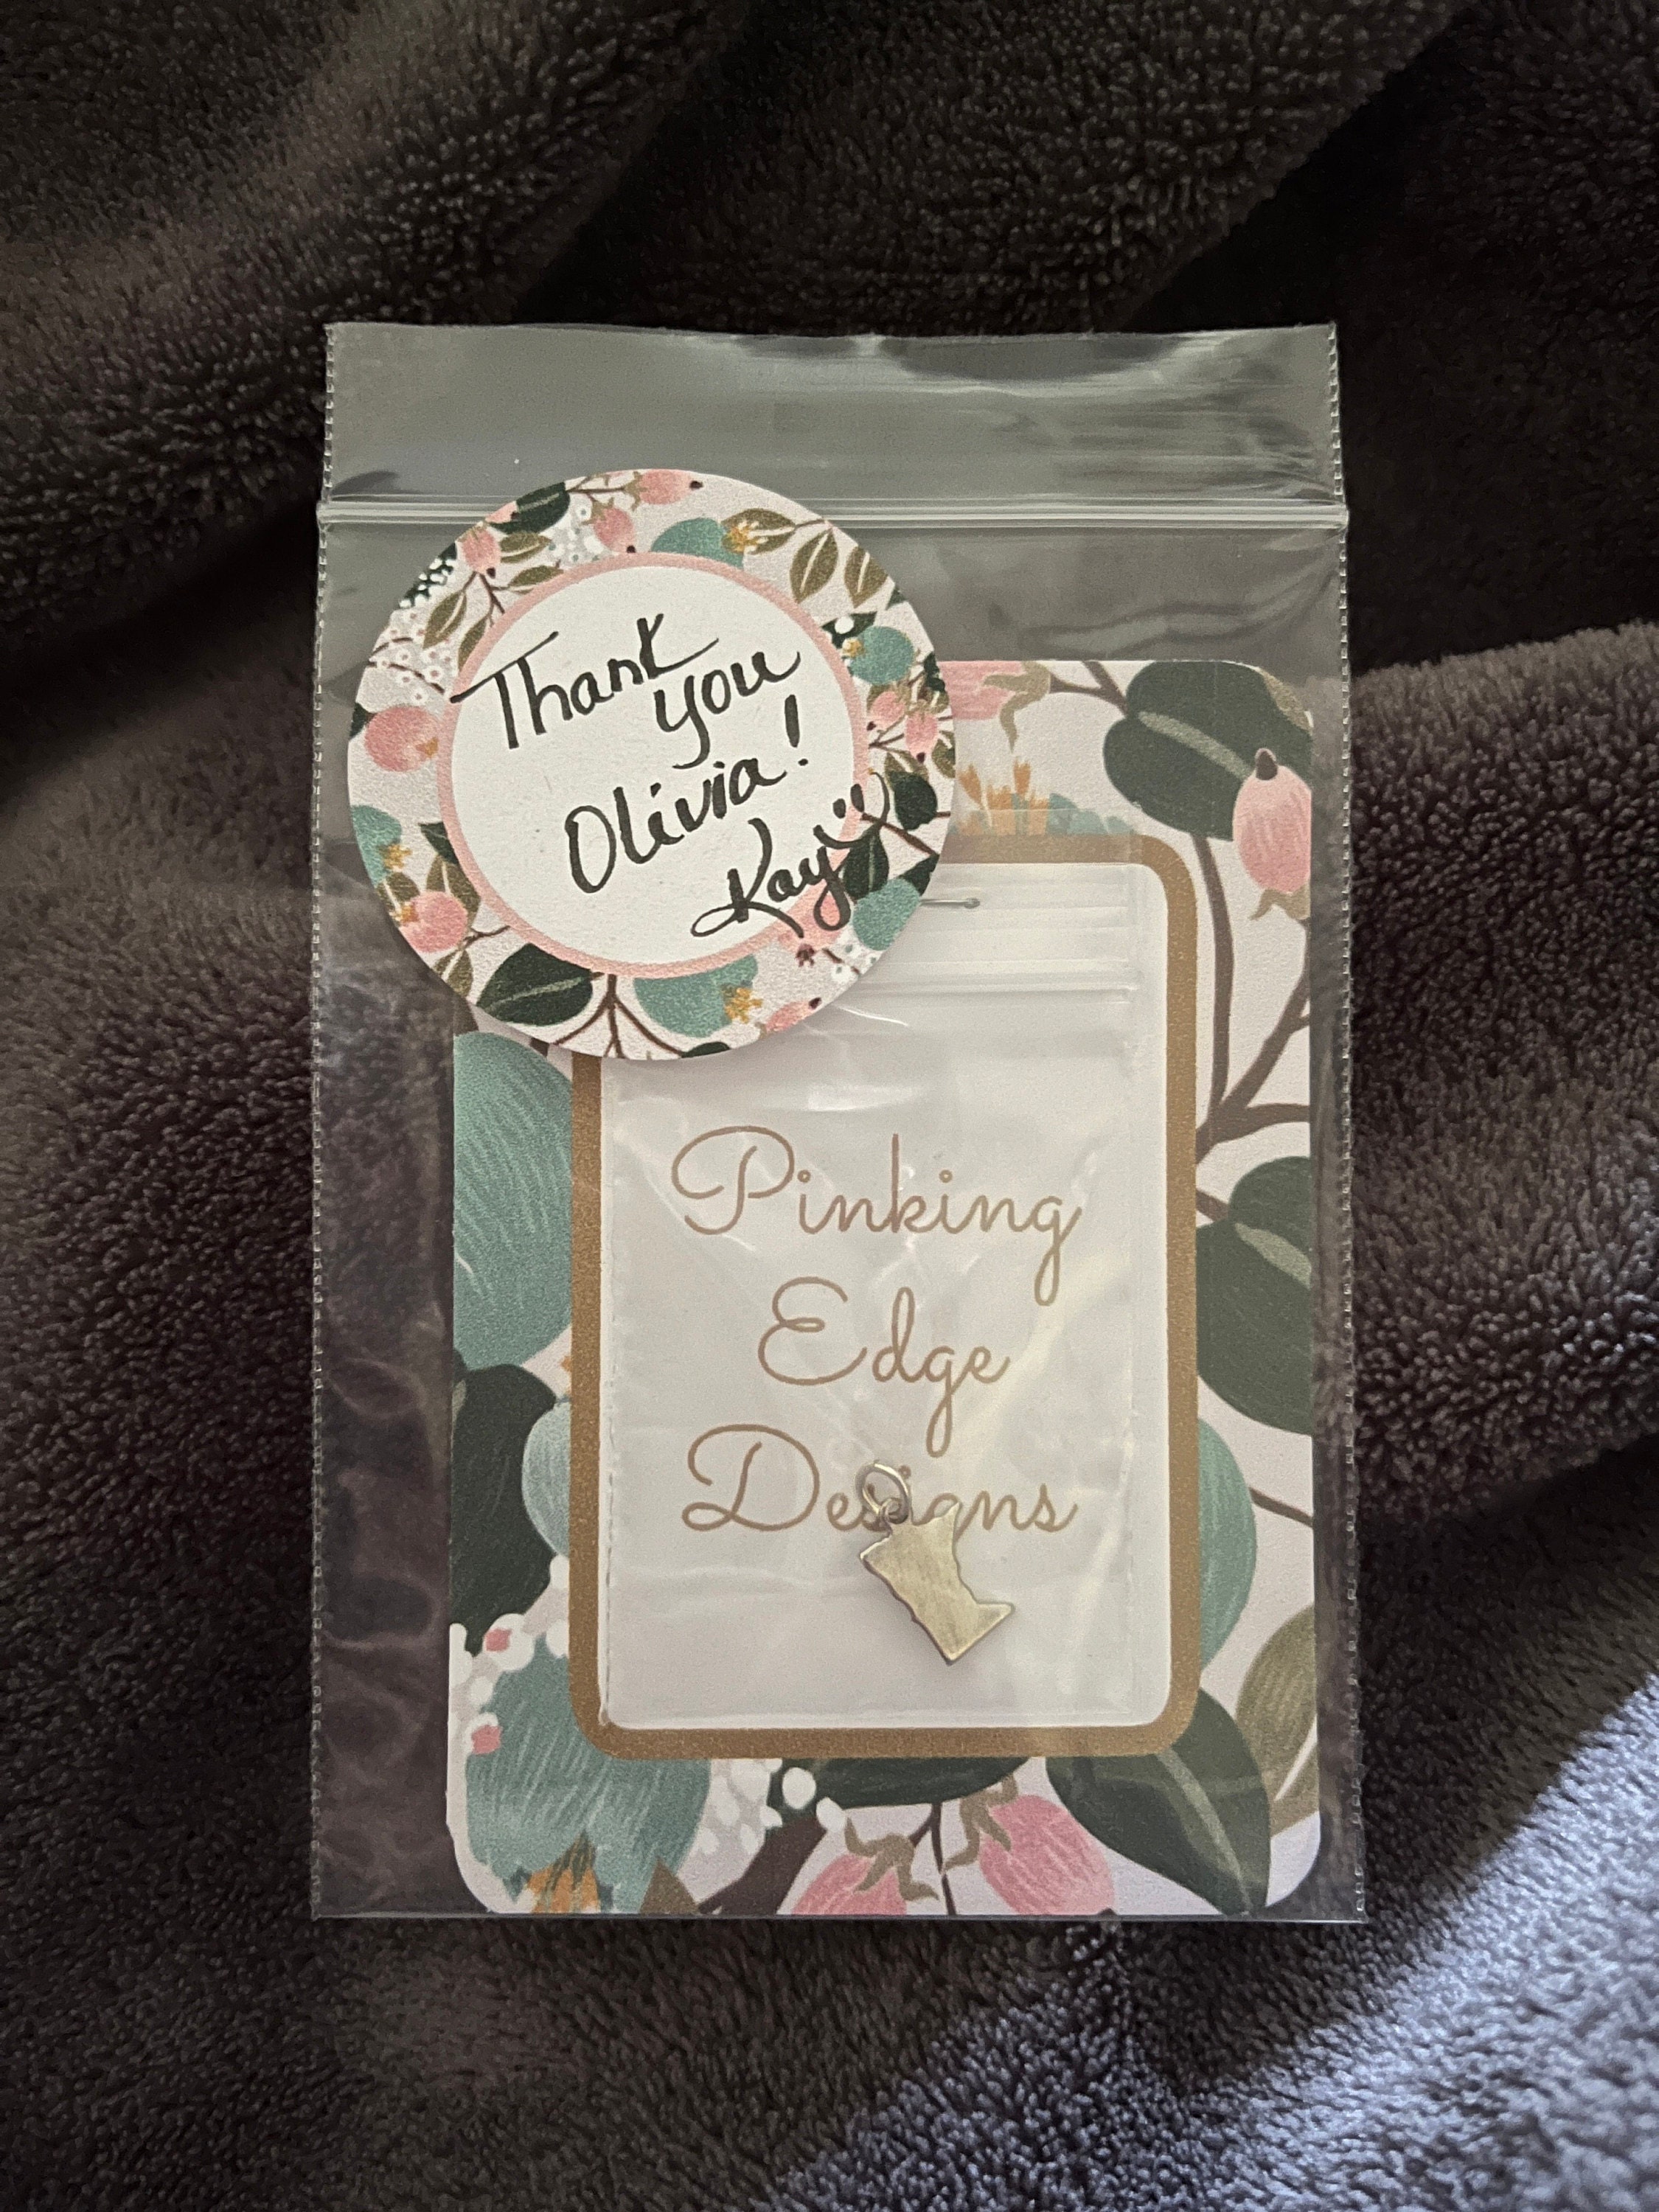 Thank
you
Olivia!
Kay
Pinking
Edge
Designs